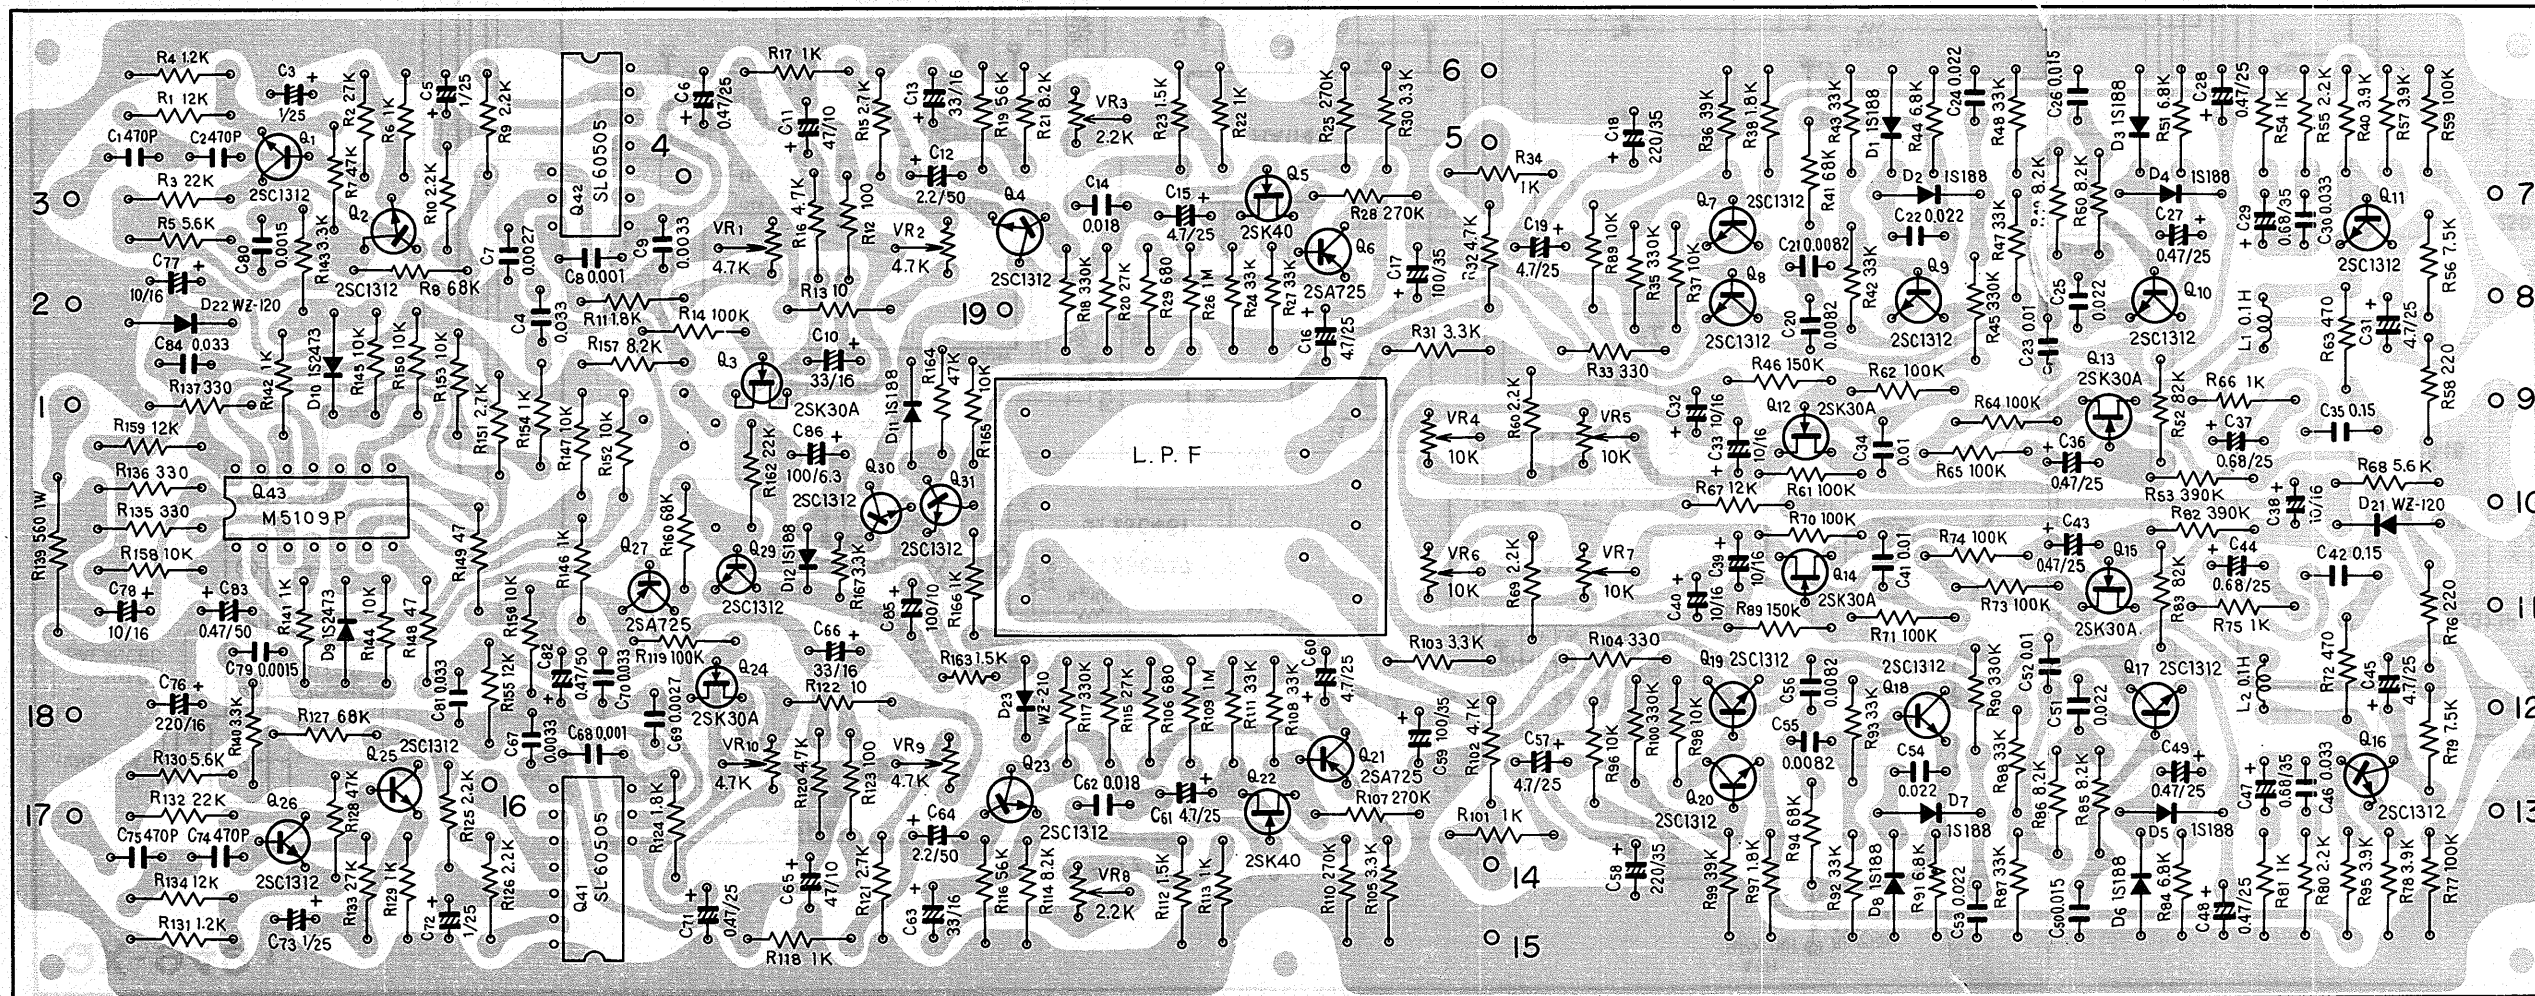 R4 1.2K
R1 12K
C1 470P
C2 470P
R3 22K
R5 5.6K
C3 +
1/25
Q1
2SC1312
R2 27K
R6 1K
C5
1/25
+
R9 2.2K
R7 47K
R10 2.2K
Q2
2SC1312
C80
0.0015
R143 3.3K
R8 68K
C77
+
10/16
D22 WZ-120
C84 0.033
R137 330
R142 1K
D10 1S2473
R145 10K
R150 10K
R153 10K
R159 12K
R136 330
R135 330
R158 10K
R139 560 1W
Q43
M5109P
C78 +
10/16
C83
+
0.47/50
R141 1K
D9 1S2473
R144 10K
R148 47
C79 0.0015
C76 +
220/16
R140 3.3K
R127 68K
Q25
2SC1312
R130 5.6K
R132 22K
C75 470P
C74 470P
R134 12K
R131 1.2K
Q26
2SC1312
R128 47K
R133 27K
R129 1K
R125 2.2K
C72
1/25
+
C73 1/25
+
R126 2.2K
3
2
1
18
17
16
4
Q42
SL60505
C7
0.0027
C8 0.001
C9
0.0033
C4
0.033
R11 1.8K
R14 100K
R157 8.2K
R151 2.7K
R154 1K
R147 10K
R152 10K
R149 47
R146 1K
R156 10K
R155 12K
C81 0.033
C82
0.47/50
+
C70 0.033
C67
0.0033
C68 0.001
C69 0.0027
Q41
SL60505
R124 1.8K
C6
0.47/25
+
R17 1K
C11
47/10
+
R15 2.7K
C13
33/16
+
R19 56K
R21 8.2K
VR3
2.2K
R16 4.7K
R12 100
C12
+
2.2/50
VR1
4.7K
VR2
4.7K
Q4
2SC1312
R13 10
C10
+
33/16
Q3
2SK30A
C86
+
100/6.3
R162 22K
D11 1S188
R164
47K
10K
R165
Q30
2SC1312
Q31
2SC1312
R160 68K
Q27
2SA725
Q29
2SC1312
D12 1S188
R167 3.3K
C85
100/10
+
R166 1K
R119 100K
C66
+
33/16
Q24
2SK30A
R122 10
R163 1.5K
D23
WZ-210
VR10
4.7K
R120 4.7K
R123 100
VR9
4.7K
Q23
2SC1312
C64
+
2.2/50
C71
0.47/25
+
C65
47/10
+
R121 2.7K
R118 1K
C63
33/16
+
R116 56K
R114 8.2K
VR8
2.2K
19
C14
0.018
C15
+
4.7/25
R23 1.5K
R22 1K
Q5
2SK40
R25 270K
R30 3.3K
R28 270K
Q6
2SA725
R18 330K
R20 27K
R29 680
R26 1M
R24 33K
R27 33K
C16
4.7/25
+
C17
100/35
+
L.P.F
R117 330K
R115 27K
R106 680
R109 1M
R111 33K
R108 33K
C60
4.7/25
+
C59 100/35
+
Q21
2SA725
Q22
2SK40
C62 0.018
C61 4.7/25
+
R112 1.5K
R113 1K
R107 270K
R110 270K
R105 3.3K
6
5
R34
1K
C18
220/35
+
R32 4.7K
C19
+
4.7/25
R89 10K
R35 330K
R37 10K
R31 3.3K
R33 330
VR4
10K
R60 2.2K
VR5
10K
VR6
10K
R69 2.2K
VR7
10K
R103 3.3K
R104 330
R102 4.7K
C57
+
4.7/25
R96 10K
R100 330K
R98 10K
R101 1K
C58
220/35
+
14
15
R36 39K
R38 1.8K
R43 33K
D1 1S188
R44 6.8K
C24 0.022
R48 33K
C26 0.015
D3 1S188
R51 6.8K
C28
0.47/25
+
R54 1K
R55 2.2K
R40 3.9K
R57 3.9K
R59 100K
R41 68K
D2 1S188
C22 0.022
8.2K
R60 8.2K
D4 1S188
C27
+
0.47/25
C29
0.68/35
+
C30 0.033
Q11
2SC1312
Q7
2SC1312
Q8
2SC1312
C21 0.0082
C20
0.0082
R42 33K
Q9
2SC1312
R47 33K
R45 330K
C25
0.022
C23 0.01
Q10
2SC1312
L1 0.1H
R63 470
C31
4.7/25
+
R56 7.5K
R58 220
R46 150K
R62 100K
Q12
2SK30A
Q13
2SK30A
R64 100K
R52 82K
R66 1K
C37
+
0.68/25
C35 0.15
C32
10/16
+
C33
10/16
+
C34
0.01
R65 100K
C36
+
0.47/25
R67 12K
R61 100K
R53 390K
R68 5.6K
C38
10/16
+
D21 WZ-120
R70 100K
R82 390K
C39
10/16
+
Q14
2SK30A
C41 0.01
R74 100K
C43
+
0.47/25
Q15
2SK30A
C44
+
0.68/25
C42 0.15
C40
10/16
+
R89 150K
R71 100K
R73 100K
R83 82K
R75 1K
R76 220
Q19 2SC1312
Q20
2SC1312
C56
0.0082
C55
0.0082
2SC1312
Q18
R93 33K
R90 330K
C52 0.01
C51
0.022
Q17 2SC1312
L2 0.1H
R72 470
C45
4.7/25
+
R79 7.5K
C54
0.022
R88 33K
R86 8.2K
R85 8.2K
C49
+
0.47/25
C47
0.68/35
+
C46 0.033
Q16
2SC1312
D7
1S188
D5 1S188
R94 68K
R99 39K
R97 1.8K
R92 33K
D8 1S188
R91 6.8K
C53 0.022
R87 33K
C50 0.015
D6 1S188
R84 6.8K
C48
0.47/25
+
R81 1K
R80 2.2K
R95 3.9K
R78 3.9K
R77 100K
7
8
9
10
11
12
13